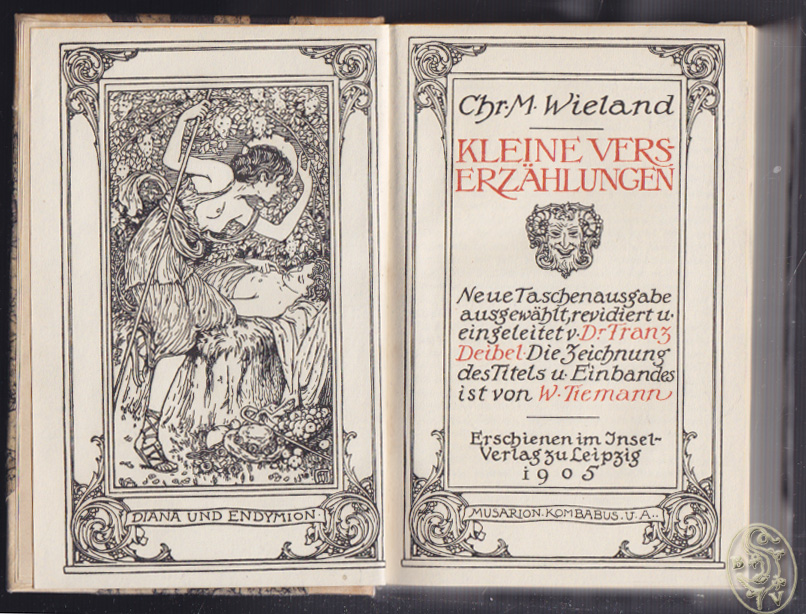 DIANA UND ENDYMION.
Chr. M. Wieland
KLEINE VERS-
ERZÄHLUNGEN
Neue Taschenausgabe
ausgewählt, revidiert u.
eingeleitet v. Dr Franz
Deibel. Die Zeichnung
des Titels u. Einbandes
ist von W. Tiemann
Erschienen im Insel-
Verlag zu Leipzig
1905
MUSARION. KOMBABUS. U. A..